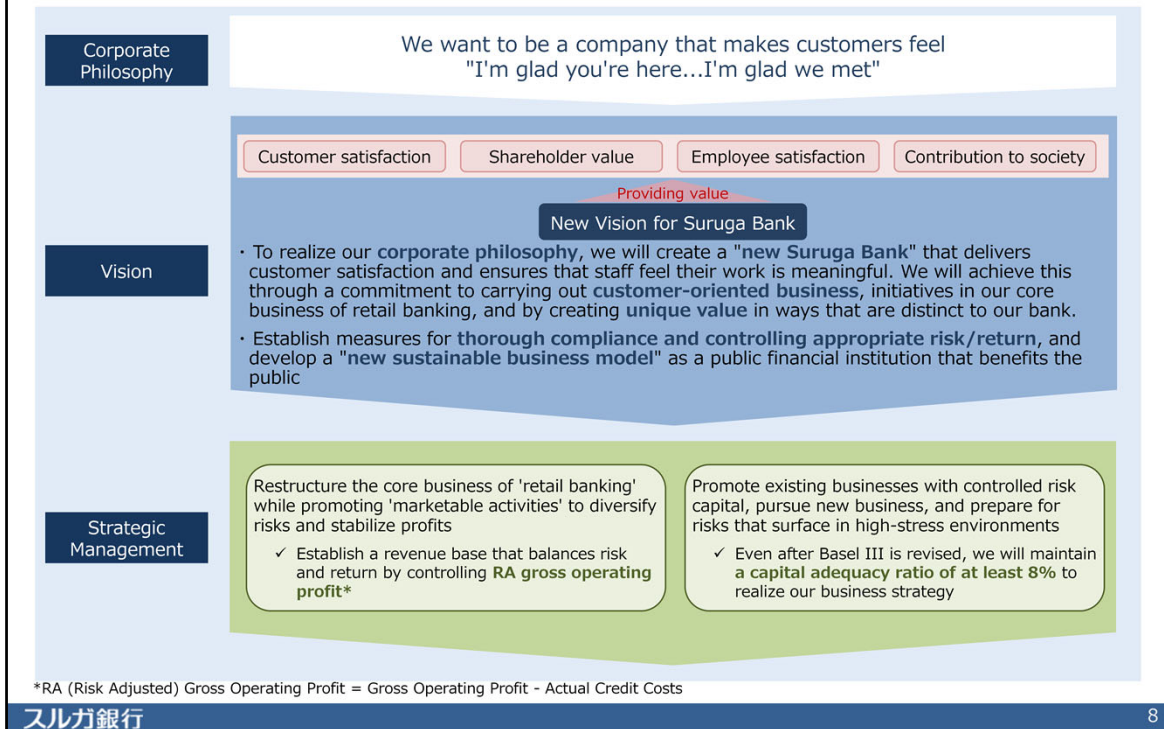 Corporate
Philosophy
We want to be a company that makes customers feel
"I'm glad you're here...I'm glad we met"
Customer satisfaction
Shareholder value
Employee satisfaction
Contribution to society
Providing value
New Vision for Suruga Bank
Vision
・To realize our corporate philosophy, we will create a "new Suruga Bank" that delivers
customer satisfaction and ensures that staff feel their work is meaningful. We will achieve this
through a commitment to carrying out customer-oriented business, initiatives in our core
business of retail banking, and by creating unique value in ways that are distinct to our bank.
・Establish measures for thorough compliance and controlling appropriate risk/return, and
develop a "new sustainable business model" as a public financial institution that benefits the
public
Strategic
Management
Restructure the core business of 'retail banking'
while promoting 'marketable activities' to diversify
risks and stabilize profits
✓ Establish a revenue base that balances risk
and return by controlling RA gross operating
profit*
Promote existing businesses with controlled risk
capital, pursue new business, and prepare for
risks that surface in high-stress environments
✓ Even after Basel III is revised, we will maintain
a capital adequacy ratio of at least 8% to
realize our business strategy
*RA (Risk Adjusted) Gross Operating Profit = Gross Operating Profit - Actual Credit Costs
スルガ銀行
8